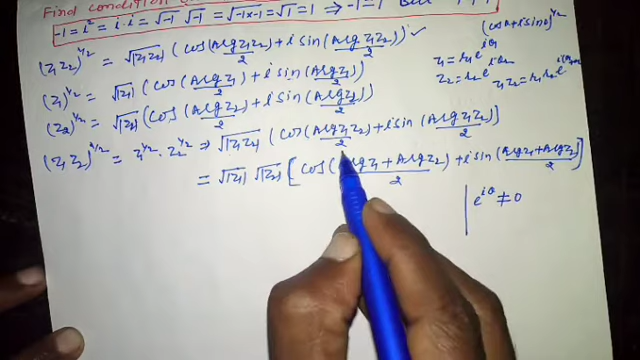 Find condition
-1 = i² = i·i = √-1 √-1 = √-1×-1 = √1 = 1 ⇒ -1=1 But
(cosθ+isinθ)^1/2
(z₁z₂)^1/2 = √|z₁z₂| (cos(Arg z₁z₂/2) + i sin(Arg z₁z₂/2)) ✓
z₁ = r₁e^iθ₁
(z₁)^1/2 = √|z₁| (cos(Arg z₁/2) + i sin(Arg z₁/2))
z₂ = r₂e^iθ₂
z₁z₂ = r₁r₂e
(z₂)^1/2 = √|z₂| (cos(Arg z₂/2) + i sin(Arg z₂/2))
(z₁z₂)^1/2 = z₁^1/2 · z₂^1/2 ⇒ √|z₁z₂| [cos(Arg z₁z₂/2) + i sin(Arg z₁z₂/2)]
= √|z₁| √|z₂| [cos(Arg z₁ + Arg z₂/2) + i sin(Arg z₁ + Arg z₂/2)]
e^iθ ≠ 0